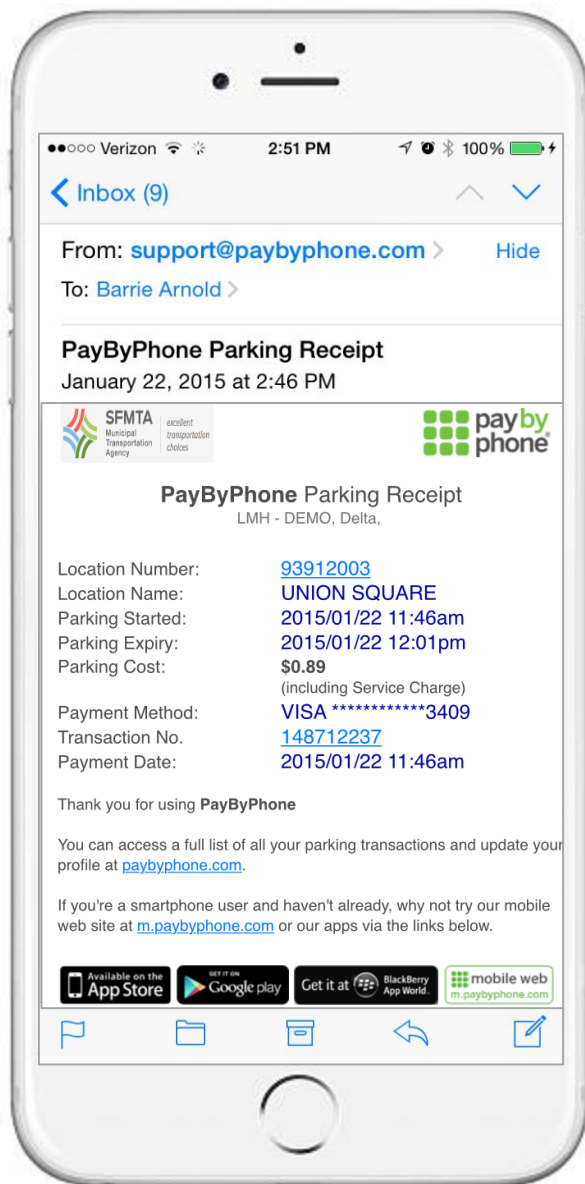 Verizon 2:51 PM 100%
Inbox (9)
From: support@paybyphone.com Hide
To: Barrie Arnold
PayByPhone Parking Receipt
January 22, 2015 at 2:46 PM
SFMTA
Municipal
Transportation
Agency
excellent
transportation
choices
pay by
phone
PayByPhone Parking Receipt
LMH - DEMO, Delta,
Location Number: 93912003
Location Name: UNION SQUARE
Parking Started: 2015/01/22 11:46am
Parking Expiry: 2015/01/22 12:01pm
Parking Cost: $0.89
(including Service Charge)
Payment Method: VISA ************3409
Transaction No. 148712237
Payment Date: 2015/01/22 11:46am
Thank you for using PayByPhone
You can access a full list of all your parking transactions and update your
profile at paybyphone.com.
If you're a smartphone user and haven't already, why not try our mobile
web site at m.paybyphone.com or our apps via the links below.
Available on the
App Store
GET IT ON
Google play
Get it at BlackBerry
App World.
mobile web
m.paybyphone.com